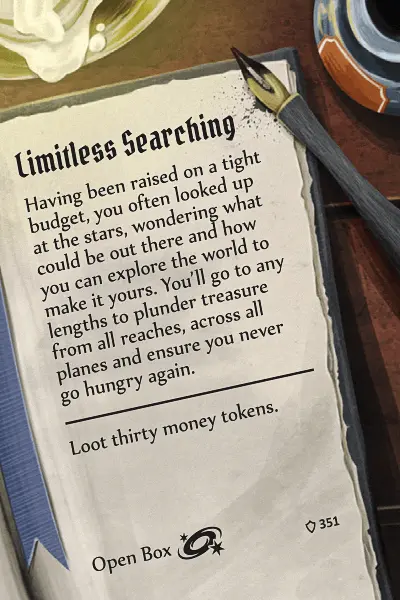 Limitless Searching
Having been raised on a tight
budget, you often looked up
at the stars, wondering what
could be out there and how
you can explore the world to
make it yours. You'll go to any
lengths to plunder treasure
from all reaches, across all
planes and ensure you never
go hungry again.
Loot thirty money tokens.
Open Box
351